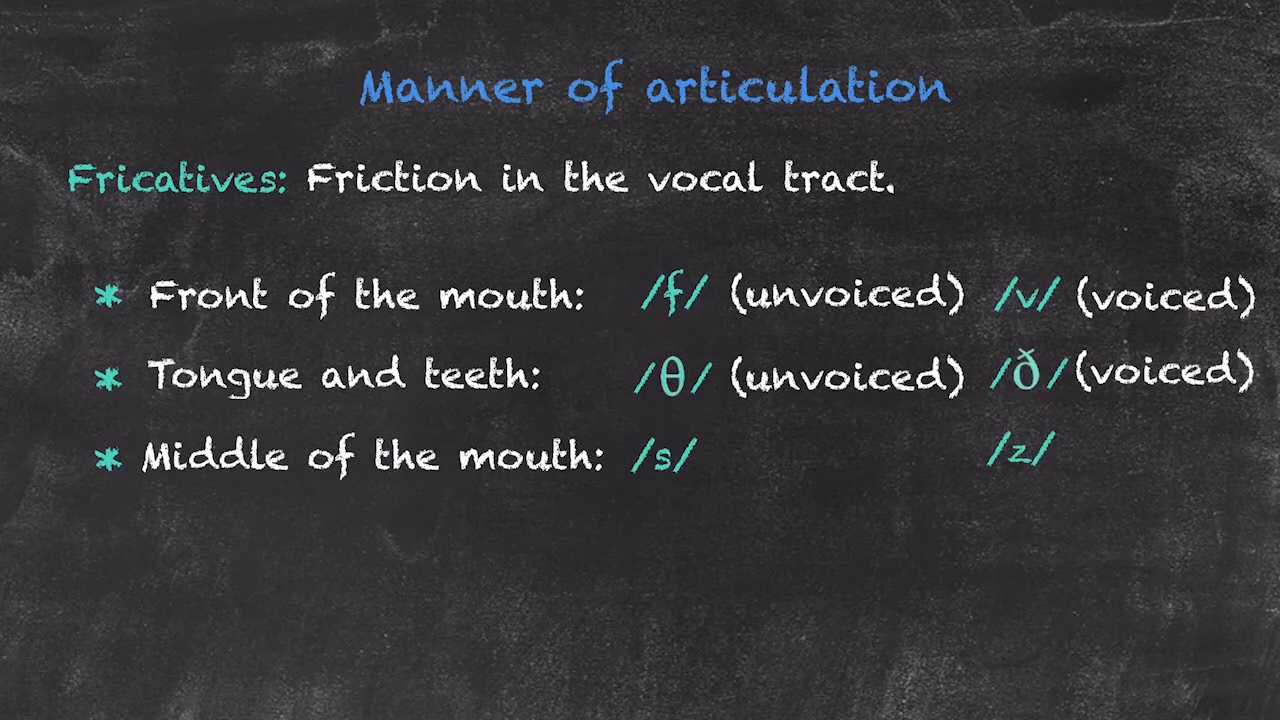 Manner of articulation
Fricatives: Friction in the vocal tract.
* Front of the mouth: /f/ (unvoiced) /v/ (voiced)
* Tongue and teeth: /θ/ (unvoiced) /ð/ (voiced)
* Middle of the mouth: /s/ /z/